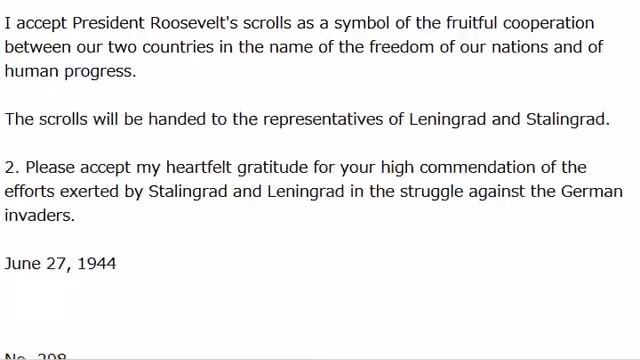 I accept President Roosevelt's scrolls as a symbol of the fruitful cooperation
between our two countries in the name of the freedom of our nations and of
human progress.
The scrolls will be handed to the representatives of Leningrad and Stalingrad.
2. Please accept my heartfelt gratitude for your high commendation of the
efforts exerted by Stalingrad and Leningrad in the struggle against the German
invaders.
June 27, 1944
No. 208